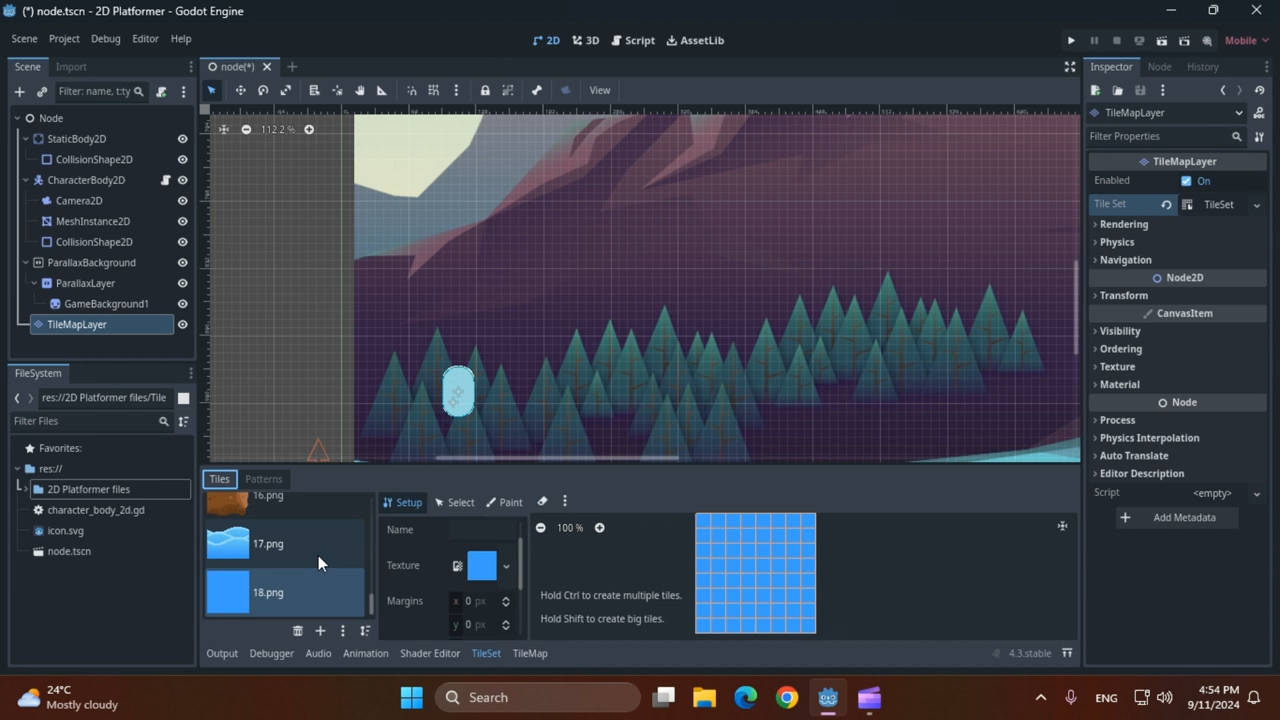 (*) node.tscn - 2D Platformer - Godot Engine
Scene Project Debug Editor Help
2D 3D Script AssetLib
Mobile
Scene Import
node(*)
Inspector Node History
Filter: name, t:ty
View
TileMapLayer
Filter Properties
112.2 %
Node
StaticBody2D
CollisionShape2D
CharacterBody2D
Camera2D
MeshInstance2D
CollisionShape2D
ParallaxBackground
ParallaxLayer
GameBackground1
TileMapLayer
TileMapLayer
Enabled On
Tile Set TileSet
Rendering
Physics
Navigation
Node2D
Transform
CanvasItem
Visibility
Ordering
Texture
Material
Node
Process
Physics Interpolation
Auto Translate
Editor Description
Script <empty>
Add Metadata
FileSystem
res://2D Platformer files/Tile
Filter Files
Favorites:
res://
2D Platformer files
character_body_2d.gd
icon.svg
node.tscn
Tiles Patterns
16.png
17.png
18.png
Setup Select Paint
Name
Texture
Margins x 0 px
y 0 px
100 %
Hold Ctrl to create multiple tiles.
Hold Shift to create big tiles.
Output Debugger Audio Animation Shader Editor TileSet TileMap
4.3.stable
24°C
Mostly cloudy
Search
ENG
4:54 PM
9/11/2024